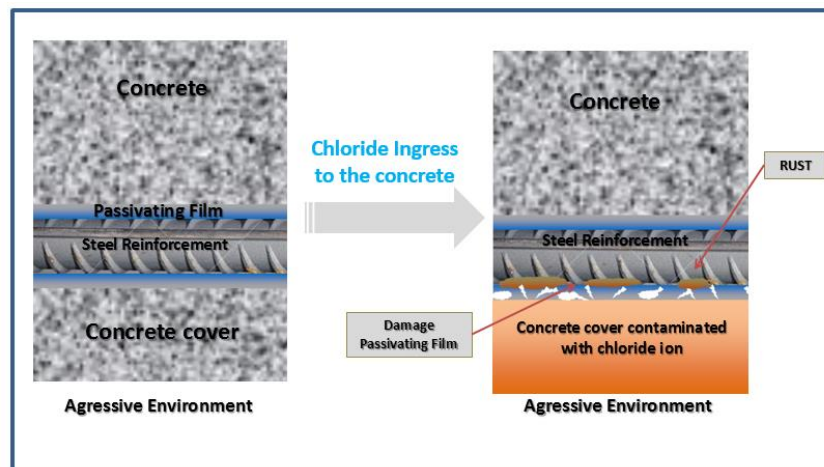 Concrete
Passivating Film
Steel Reinforcement
Concrete cover
Agressive Environment
Chloride Ingress
to the concrete
Concrete
RUST
Steel Reinforcement
Damage
Passivating Film
Concrete cover contaminated
with chloride ion
Agressive Environment